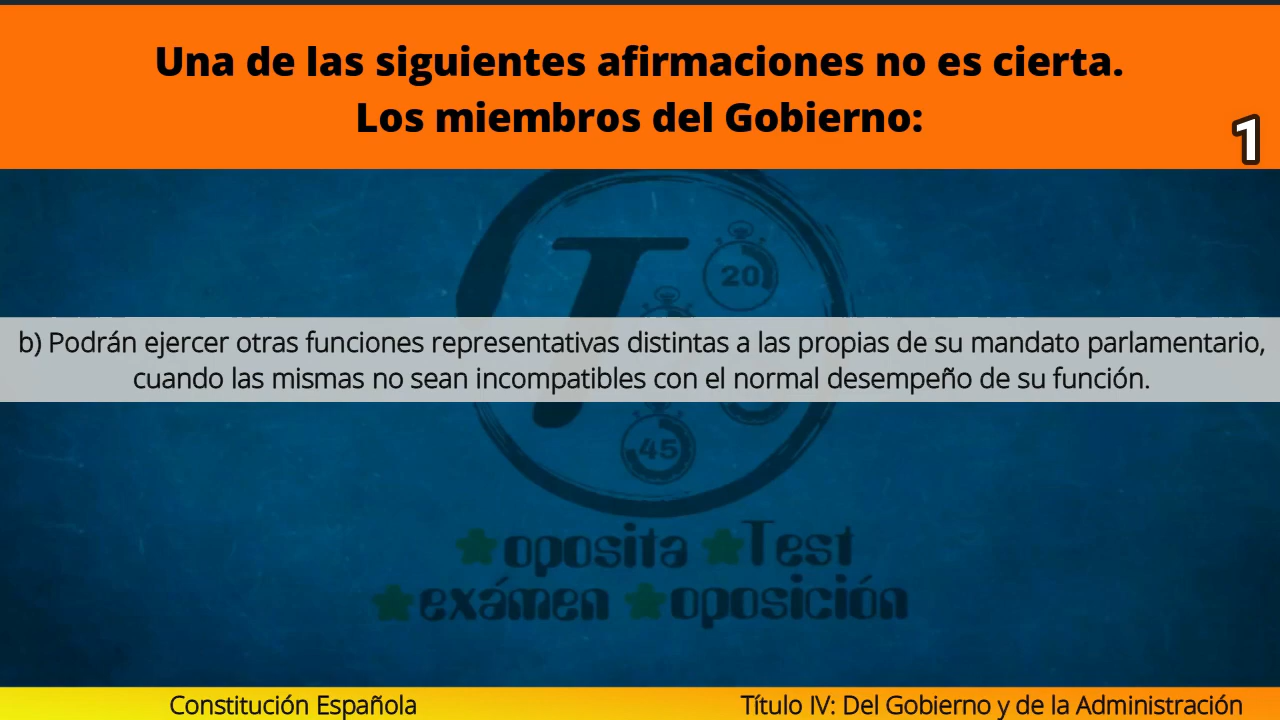 Una de las siguientes afirmaciones no es cierta.
Los miembros del Gobierno:
1
20
b) Podrán ejercer otras funciones representativas distintas a las propias de su mandato parlamentario,
cuando las mismas no sean incompatibles con el normal desempeño de su función.
45
oposita Test
exámen oposición
Constitución Española
Título IV: Del Gobierno y de la Administración